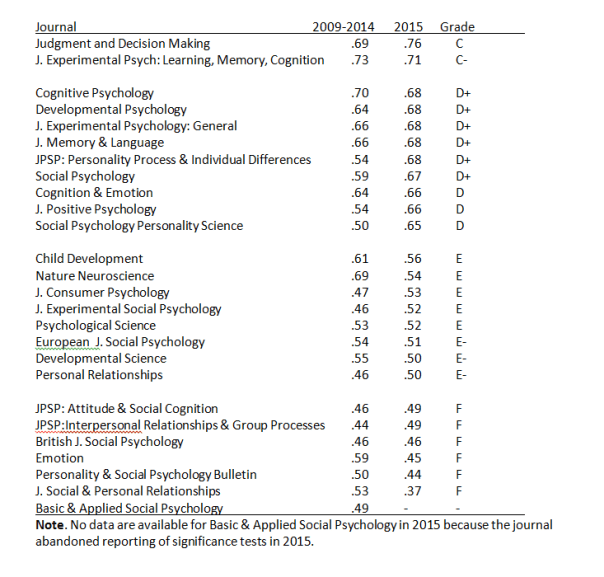 Journal 2009-2014 2015 Grade
Judgment and Decision Making .69 .76 C
J. Experimental Psych: Learning, Memory, Cognition .73 .71 C-
Cognitive Psychology .70 .68 D+
Developmental Psychology .64 .68 D+
J. Experimental Psychology: General .66 .68 D+
J. Memory & Language .66 .68 D+
JPSP: Personality Process & Individual Differences .54 .68 D+
Social Psychology .59 .67 D+
Cognition & Emotion .64 .66 D
J. Positive Psychology .54 .66 D
Social Psychology Personality Science .50 .65 D
Child Development .61 .56 E
Nature Neuroscience .69 .54 E
J. Consumer Psychology .47 .53 E
J. Experimental Social Psychology .46 .52 E
Psychological Science .53 .52 E
European J. Social Psychology .54 .51 E-
Developmental Science .55 .50 E-
Personal Relationships .46 .50 E-
JPSP: Attitude & Social Cognition .46 .49 F
JPSP:Interpersonal Relationships & Group Processes .44 .49 F
British J. Social Psychology .46 .46 F
Emotion .59 .45 F
Personality & Social Psychology Bulletin .50 .44 F
J. Social & Personal Relationships .53 .37 F
Basic & Applied Social Psychology .49 - -
Note. No data are available for Basic & Applied Social Psychology in 2015 because the journal
abandoned reporting of significance tests in 2015.